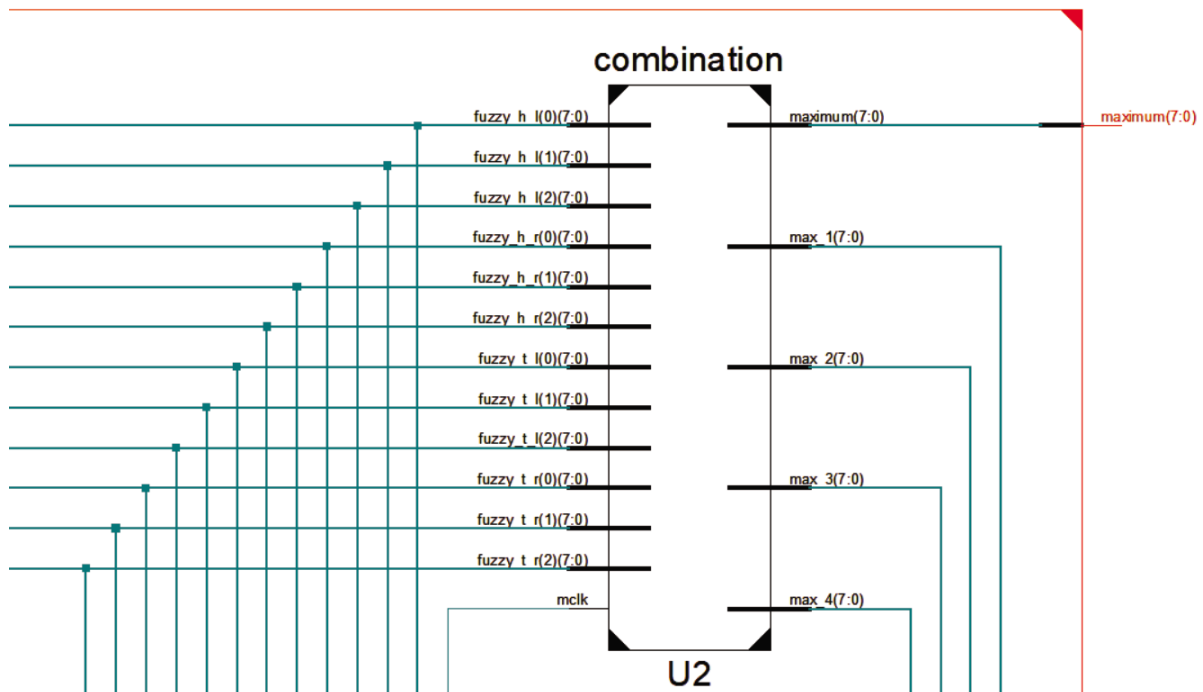 combination
fuzzy_h_l(0)(7:0)
maximum(7:0)
maximum(7:0)
fuzzy_h_l(1)(7:0)
fuzzy_h_l(2)(7:0)
fuzzy_h_r(0)(7:0)
max_1(7:0)
fuzzy_h_r(1)(7:0)
fuzzy_h_r(2)(7:0)
fuzzy_t_l(0)(7:0)
max_2(7:0)
fuzzy_t_l(1)(7:0)
fuzzy_t_l(2)(7:0)
fuzzy_t_r(0)(7:0)
max_3(7:0)
fuzzy_t_r(1)(7:0)
fuzzy_t_r(2)(7:0)
mclk
max_4(7:0)
U2